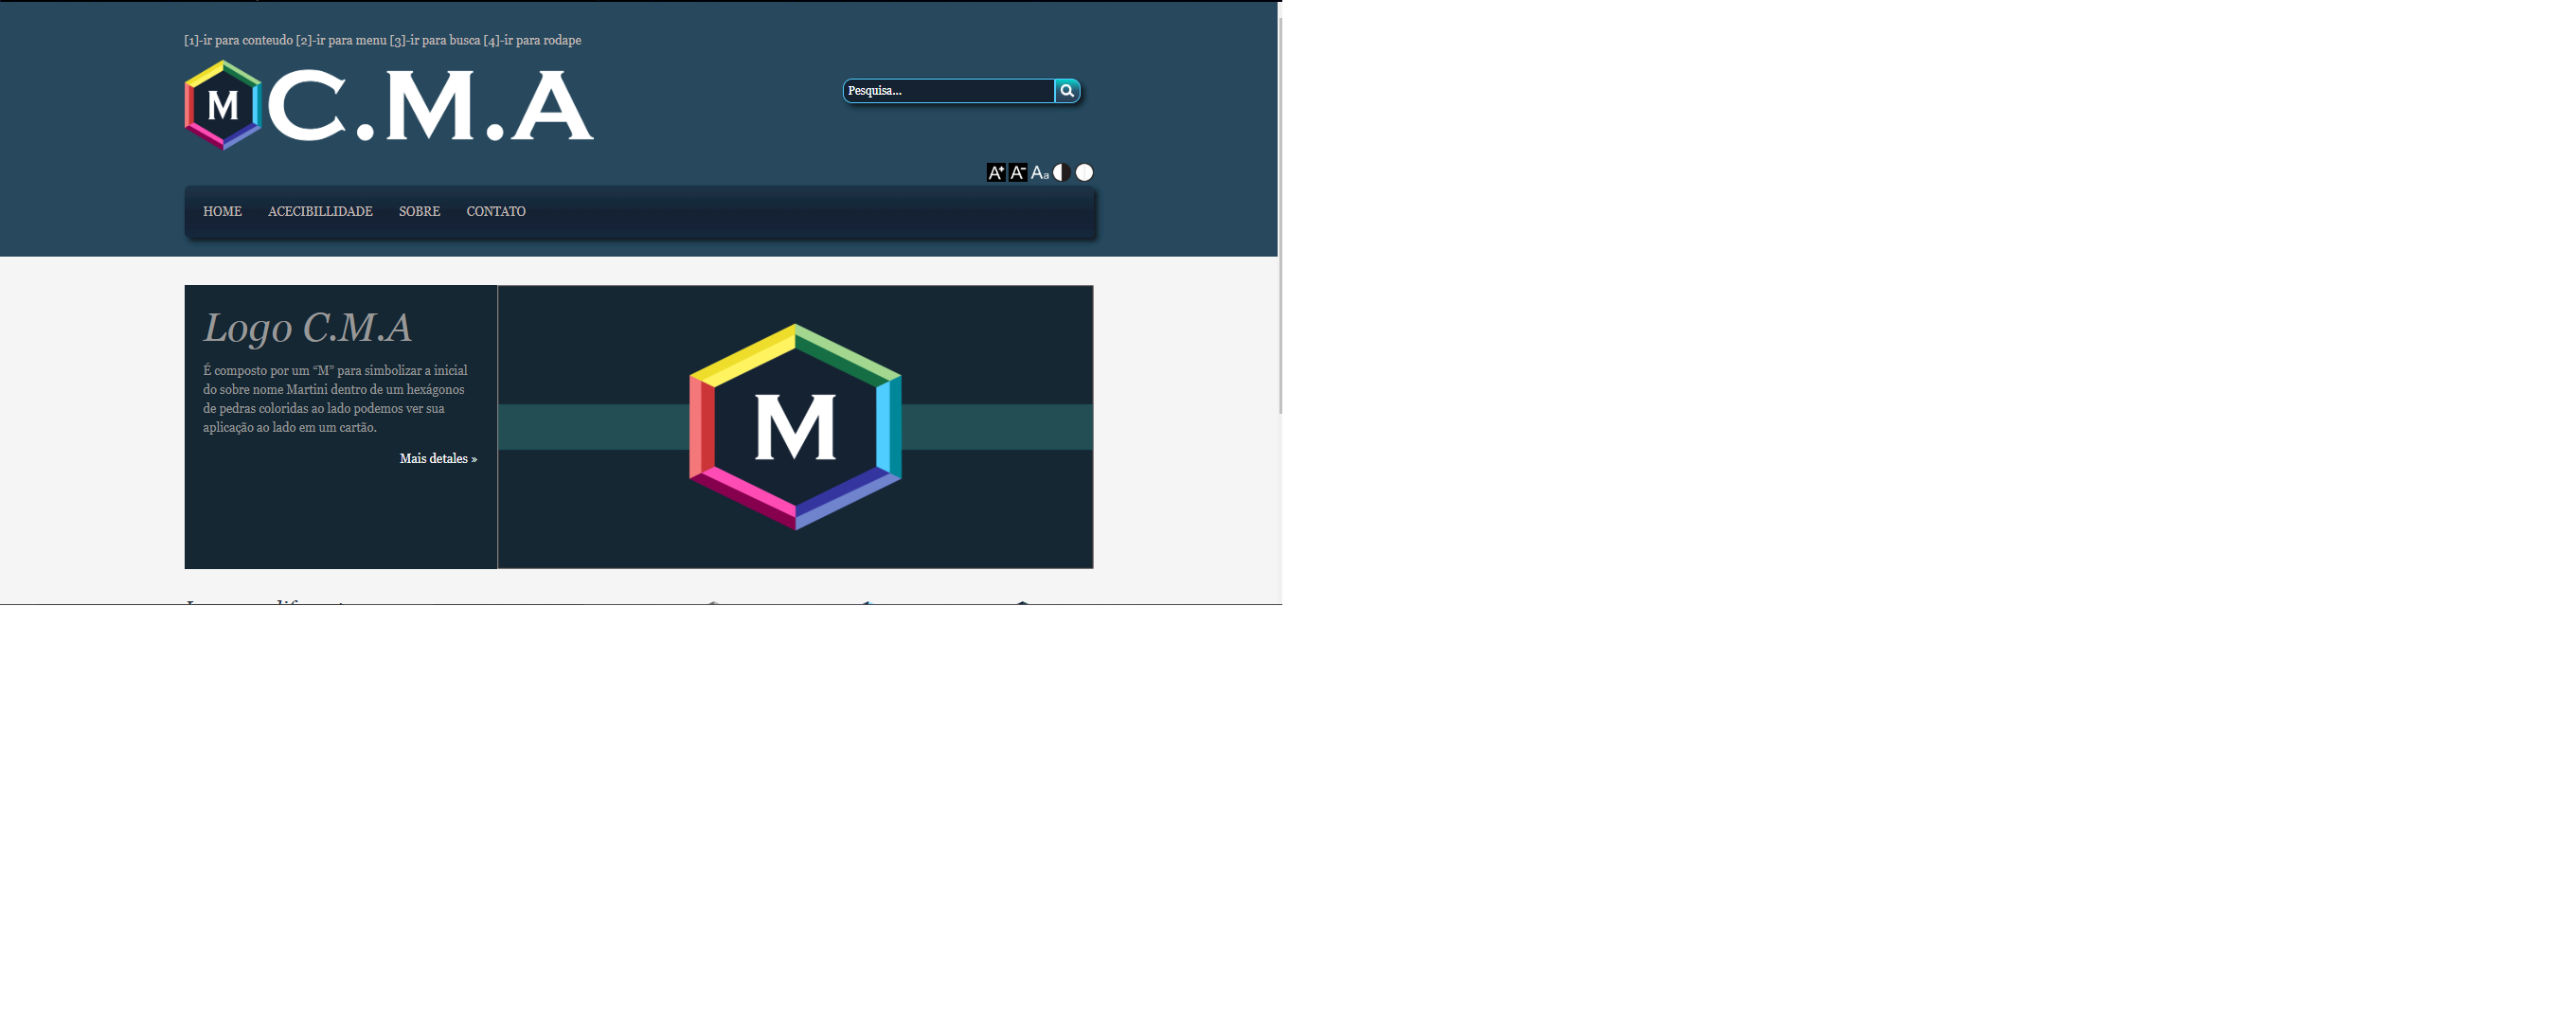 [1]-ir para conteudo [2]-ir para menu [3]-ir para busca [4]-ir para rodape
M C.M.A
Pesquisa...
A+ A- Aa
HOME ACECIBILLIDADE SOBRE CONTATO
Logo C.M.A
É composto por um “M” para simbolizar a inicial
do sobre nome Martini dentro de um hexágonos
de pedras coloridas ao lado podemos ver sua
aplicação ao lado em um cartão.
Mais detales »
M